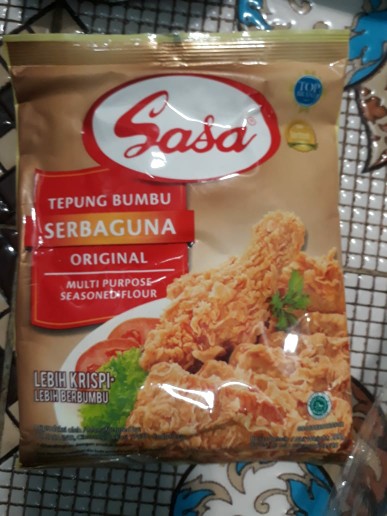 Sasa
TOP
TEPUNG BUMBU
SERBAGUNA
ORIGINAL
MULTI PURPOSE
SEASONED FLOUR
LEBIH KRISPI*
LEBIH BERBUMBU